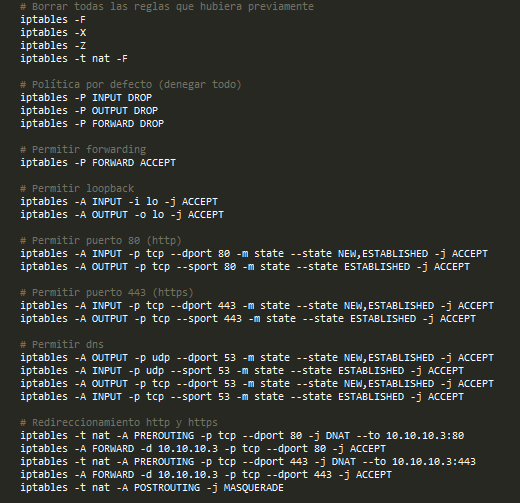 # Borrar todas las reglas que hubiera previamente
iptables -F
iptables -X
iptables -Z
iptables -t nat -F
# Política por defecto (denegar todo)
iptables -P INPUT DROP
iptables -P OUTPUT DROP
iptables -P FORWARD DROP
# Permitir forwarding
iptables -P FORWARD ACCEPT
# Permitir loopback
iptables -A INPUT -i lo -j ACCEPT
iptables -A OUTPUT -o lo -j ACCEPT
# Permitir puerto 80 (http)
iptables -A INPUT -p tcp --dport 80 -m state --state NEW,ESTABLISHED -j ACCEPT
iptables -A OUTPUT -p tcp --sport 80 -m state --state ESTABLISHED -j ACCEPT
# Permitir puerto 443 (https)
iptables -A INPUT -p tcp --dport 443 -m state --state NEW,ESTABLISHED -j ACCEPT
iptables -A OUTPUT -p tcp --sport 443 -m state --state ESTABLISHED -j ACCEPT
# Permitir dns
iptables -A OUTPUT -p udp --dport 53 -m state --state NEW,ESTABLISHED -j ACCEPT
iptables -A INPUT -p udp --sport 53 -m state --state ESTABLISHED -j ACCEPT
iptables -A OUTPUT -p tcp --dport 53 -m state --state NEW,ESTABLISHED -j ACCEPT
iptables -A INPUT -p tcp --sport 53 -m state --state ESTABLISHED -j ACCEPT
# Redireccionamiento http y https
iptables -t nat -A PREROUTING -p tcp --dport 80 -j DNAT --to 10.10.10.3:80
iptables -A FORWARD -d 10.10.10.3 -p tcp --dport 80 -j ACCEPT
iptables -t nat -A PREROUTING -p tcp --dport 443 -j DNAT --to 10.10.10.3:443
iptables -A FORWARD -d 10.10.10.3 -p tcp --dport 443 -j ACCEPT
iptables -t nat -A POSTROUTING -j MASQUERADE